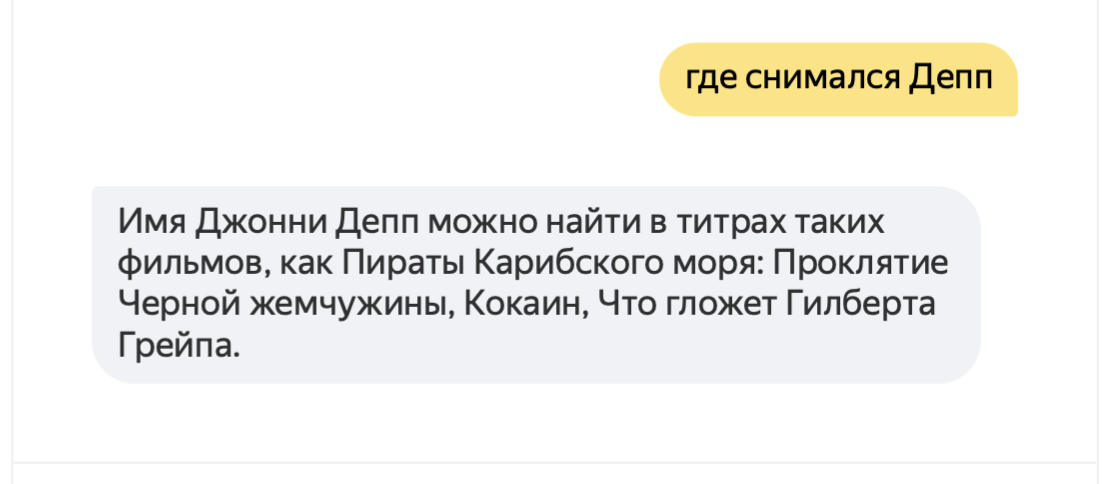 где снимался Депп
Имя Джонни Депп можно найти в титрах таких
фильмов, как Пираты Карибского моря: Проклятие
Черной жемчужины, Кокаин, Что гложет Гилберта
Грейпа.